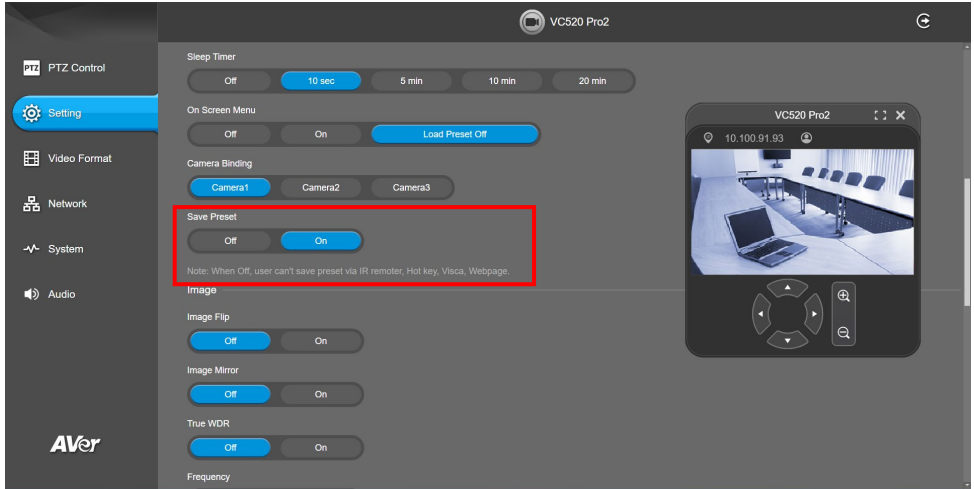 VC520 Pro2
PTZ PTZ Control
Setting
Video Format
Network
System
Audio
AVer
Sleep Timer
Off 10 sec 5 min 10 min 20 min
On Screen Menu
Off On Load Preset Off
Camera Binding
Camera1 Camera2 Camera3
Save Preset
Off On
Note: When Off, user can't save preset via IR remoter, Hot key, Visca, Webpage.
Image
Image Flip
Off On
Image Mirror
Off On
True WDR
Off On
Frequency
VC520 Pro2
10.100.91.93